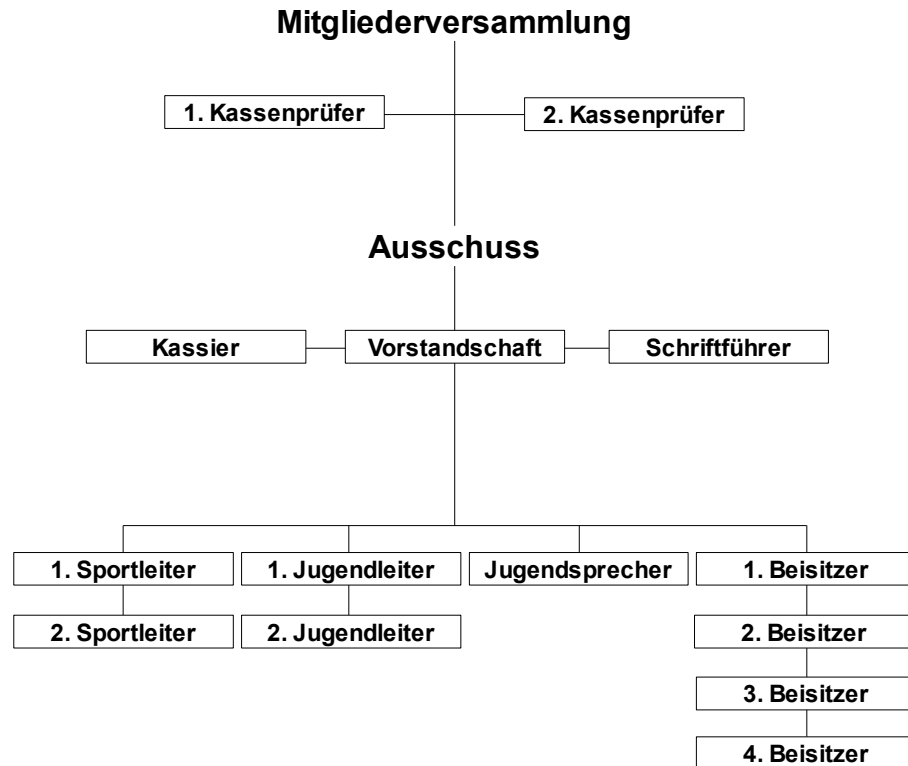 Mitgliederversammlung
1. Kassenprüfer
2. Kassenprüfer
Ausschuss
Kassier
Vorstandschaft
Schriftführer
1. Sportleiter
1. Jugendleiter
Jugendsprecher
1. Beisitzer
2. Sportleiter
2. Jugendleiter
2. Beisitzer
3. Beisitzer
4. Beisitzer